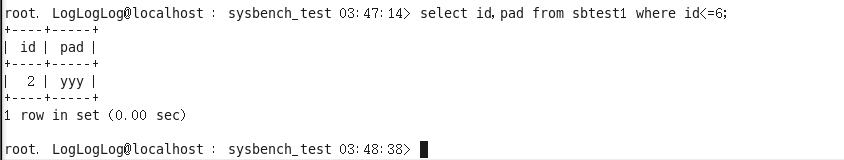 root. LogLogLog@localhost : sysbench_test 03:47:14> select id,pad from sbtest1 where id<=6;
+----+-----+
| id | pad |
+----+-----+
|  2 | yyy |
+----+-----+
1 row in set (0.00 sec)
root. LogLogLog@localhost : sysbench_test 03:48:38>